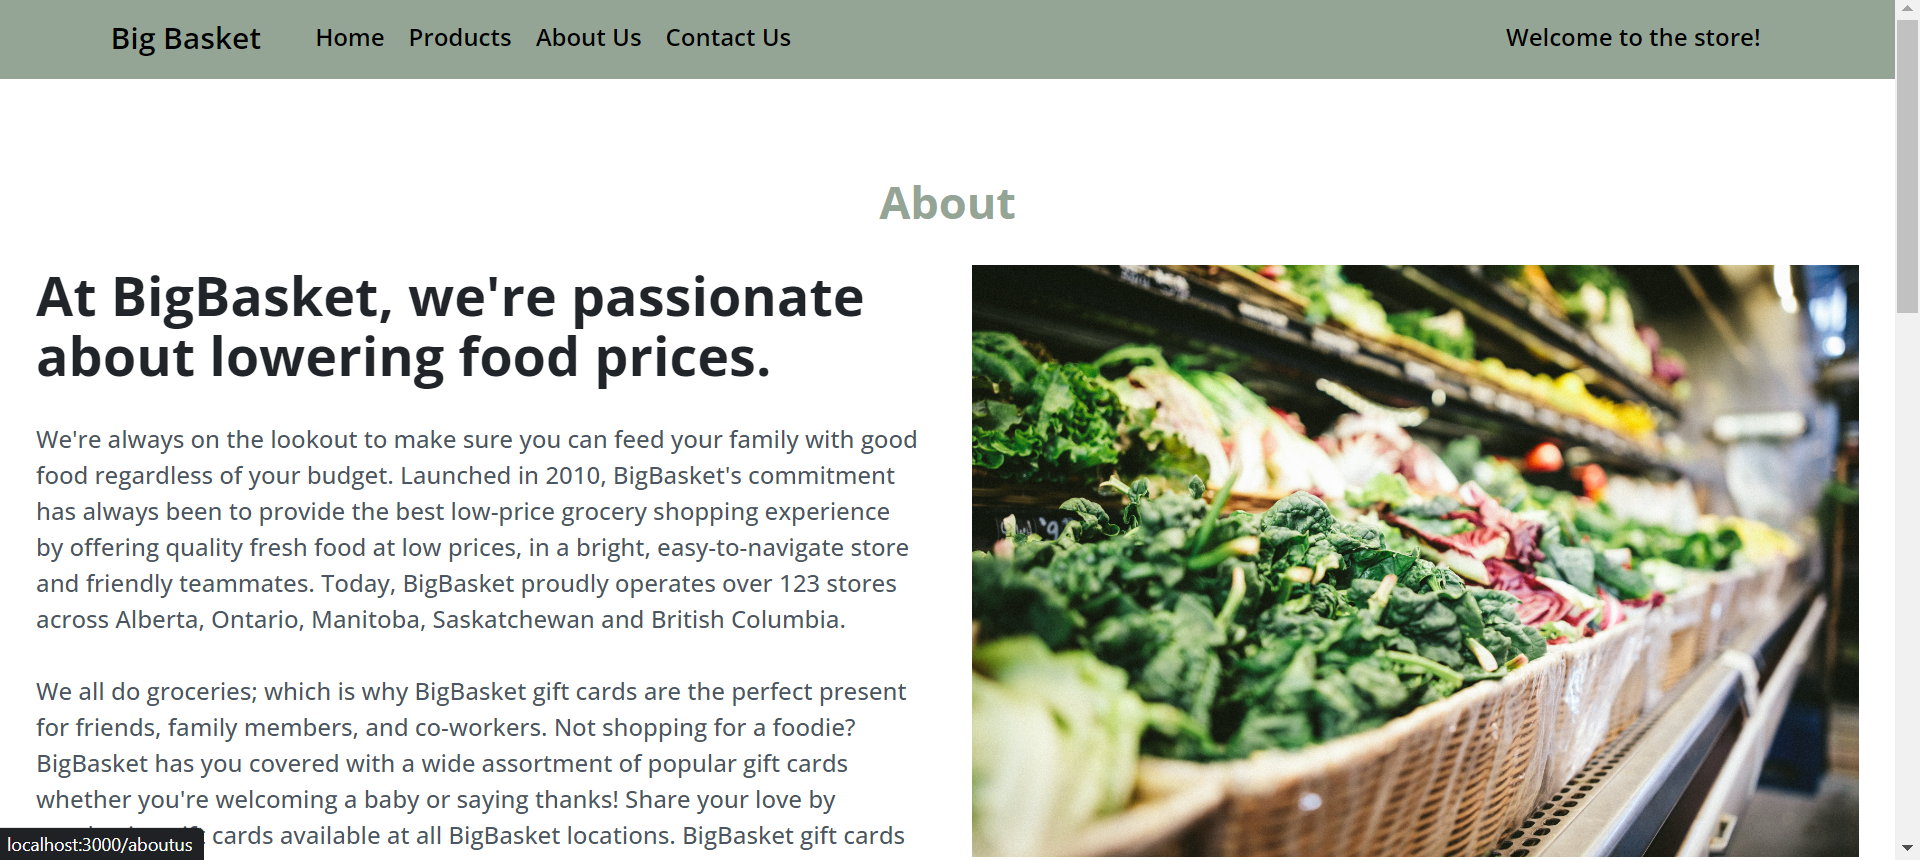 Big Basket Home Products About Us Contact Us Welcome to the store!
About
At BigBasket, we're passionate
about lowering food prices.
We're always on the lookout to make sure you can feed your family with good
food regardless of your budget. Launched in 2010, BigBasket's commitment
has always been to provide the best low-price grocery shopping experience
by offering quality fresh food at low prices, in a bright, easy-to-navigate store
and friendly teammates. Today, BigBasket proudly operates over 123 stores
across Alberta, Ontario, Manitoba, Saskatchewan and British Columbia.
We all do groceries; which is why BigBasket gift cards are the perfect present
for friends, family members, and co-workers. Not shopping for a foodie?
BigBasket has you covered with a wide assortment of popular gift cards
whether you're welcoming a baby or saying thanks! Share your love by
cards available at all BigBasket locations. BigBasket gift cards
localhost:3000/aboutus